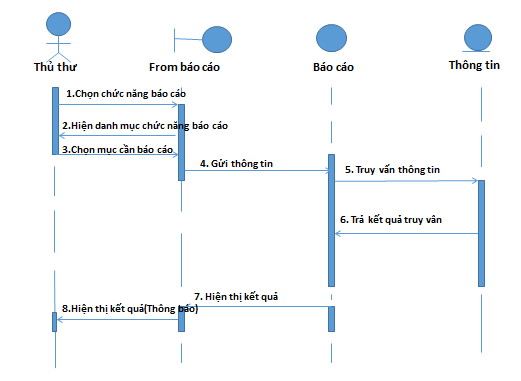 Thủ thư
From báo cáo
Báo cáo
Thông tin
1.Chọn chức năng báo cáo
2.Hiện danh mục chức năng báo cáo
3.Chọn mục cần báo cáo
4. Gửi thông tin
5. Truy vấn thông tin
6. Trả kết quả truy vân
7. Hiện thị kết quả
8.Hiện thị kết quả(Thông báo)